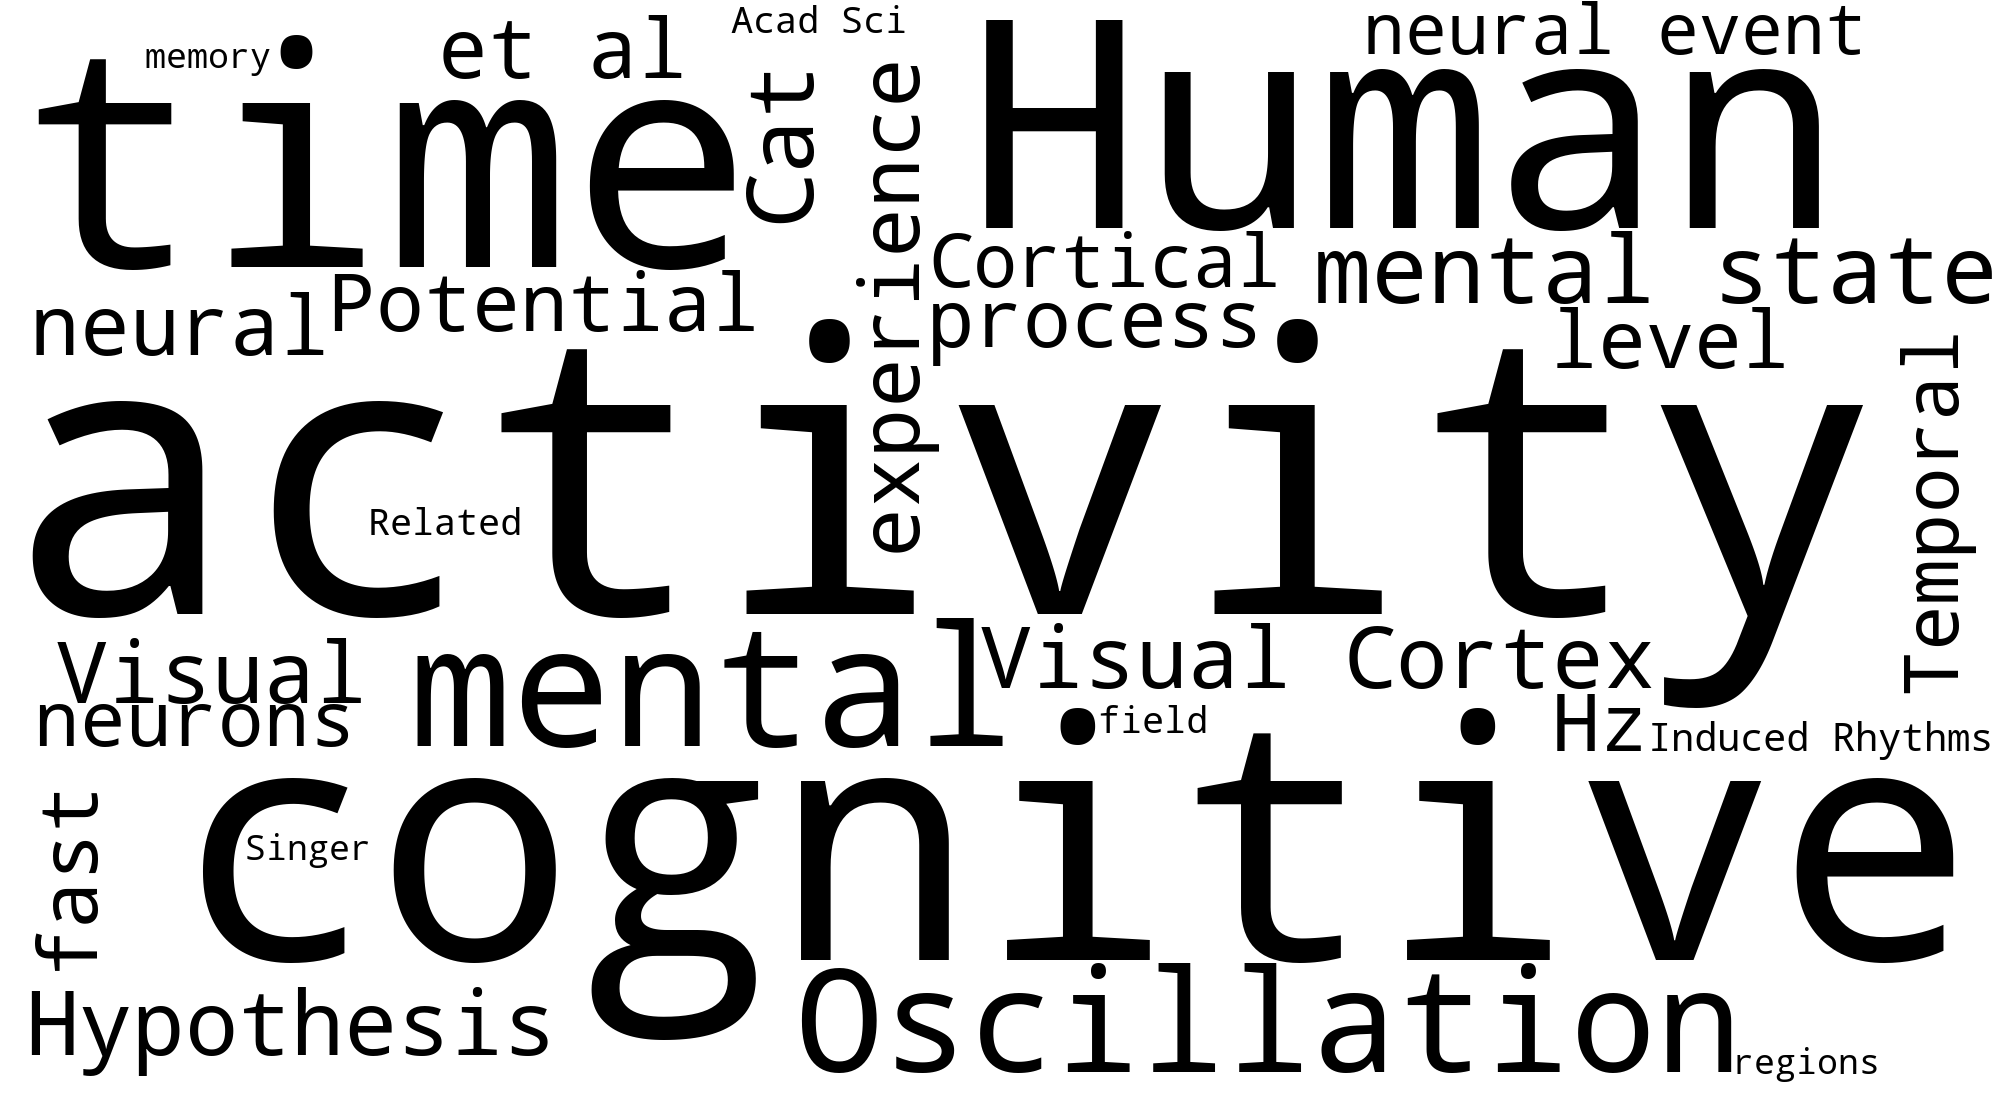 memory
time
et al
Acad Sci
Cat
experience
Human
neural event
Cortical
mental state
neural
Potential
process
level
Temporal
activity
Related
Visual
mental
Visual Cortex
neurons
field
Hz
Induced Rhythms
fast
cognitive
Singer
Hypothesis
Oscillation
regions